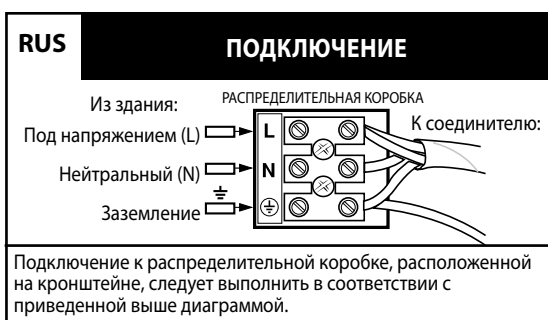 RUS
ПОДКЛЮЧЕНИЕ
РАСПРЕДЕЛИТЕЛЬНАЯ КОРОБКА
Из здания:
К соединителю:
Под напряжением (L)
L
Нейтральный (N)
N
Заземление
Подключение к распределительной коробке, расположенной
на кронштейне, следует выполнить в соответствии с
приведенной выше диаграммой.